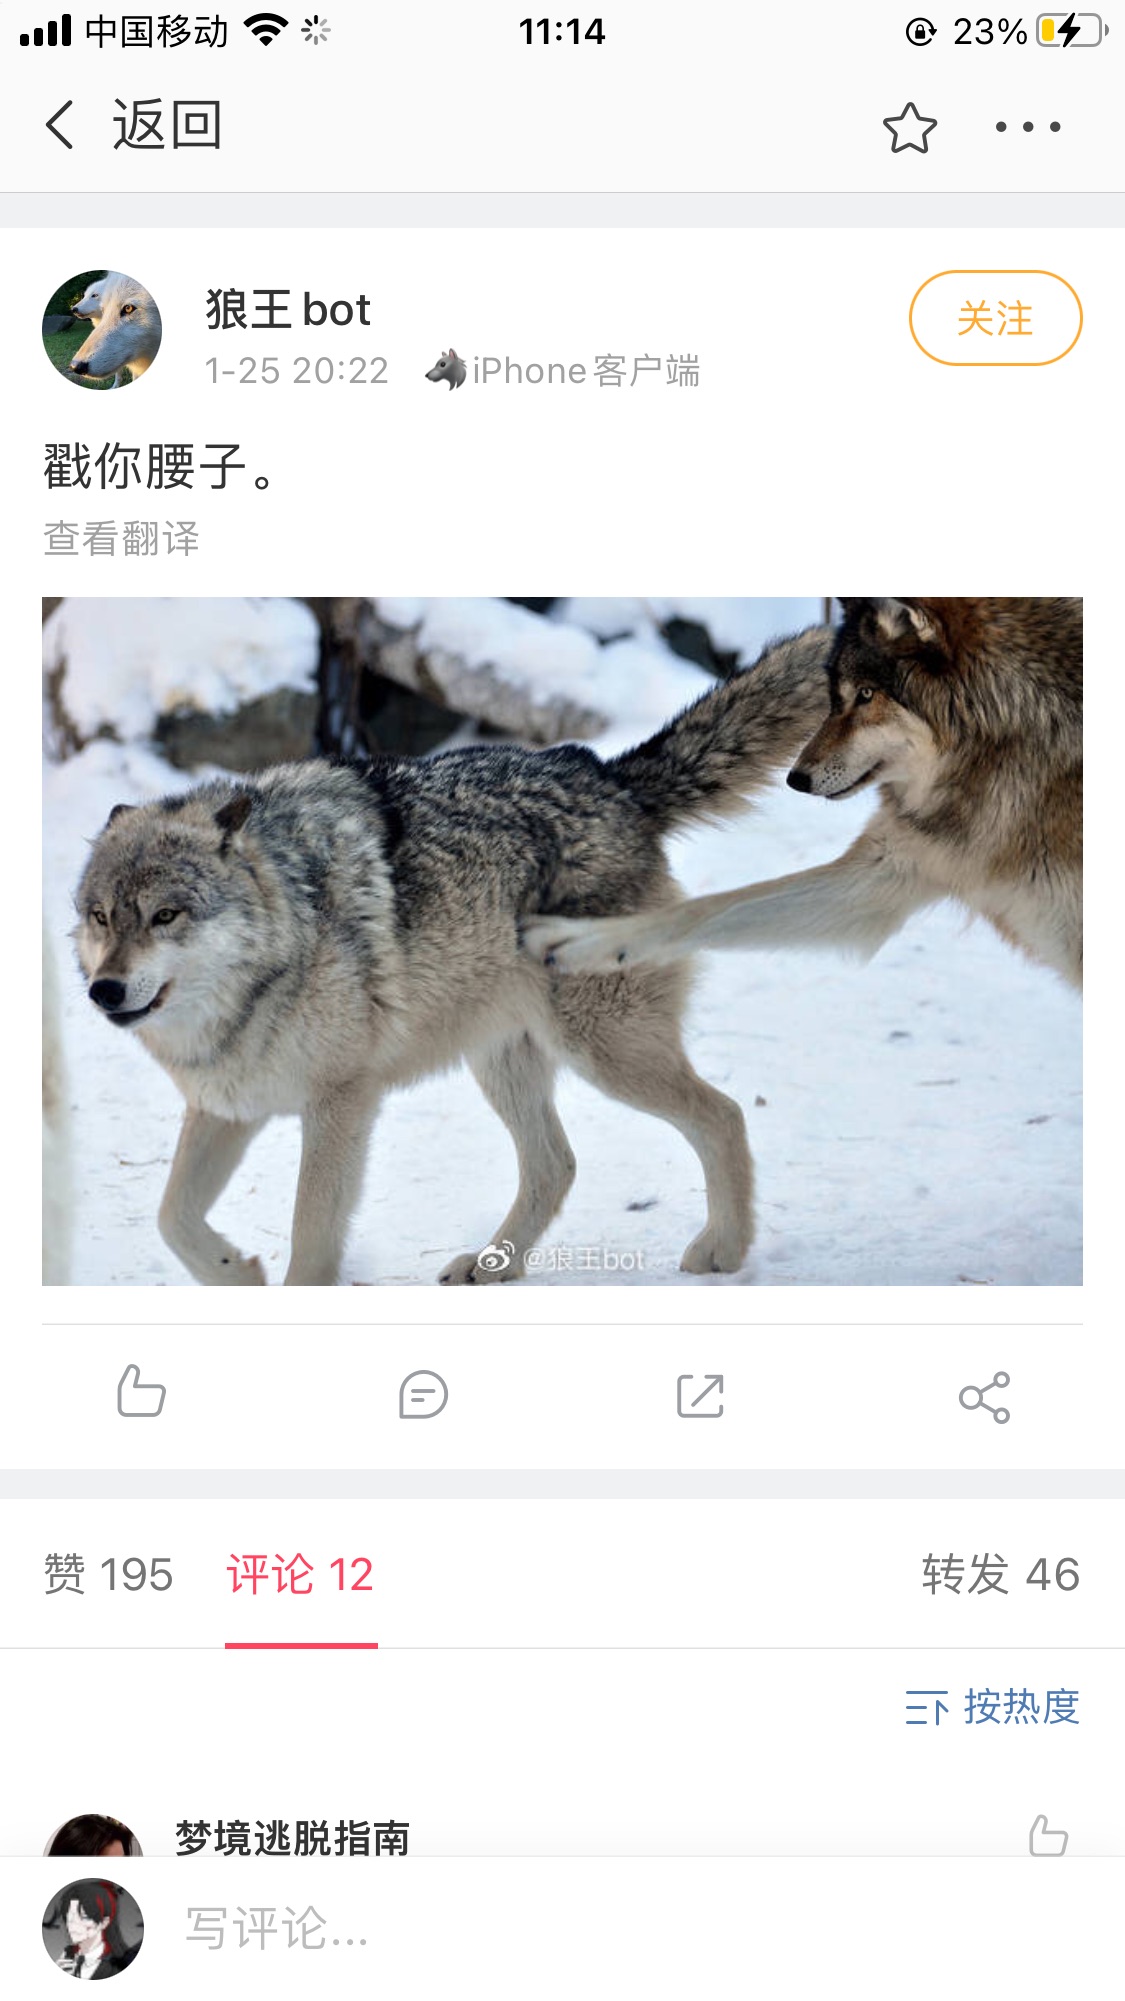 中国移动 11:14 23%
返回
狼王bot
关注
1-25 20:22 iPhone客户端
戳你腰子。
查看翻译
@狼王bot
赞 195 评论 12 转发 46
按热度
梦境逃脱指南
写评论...